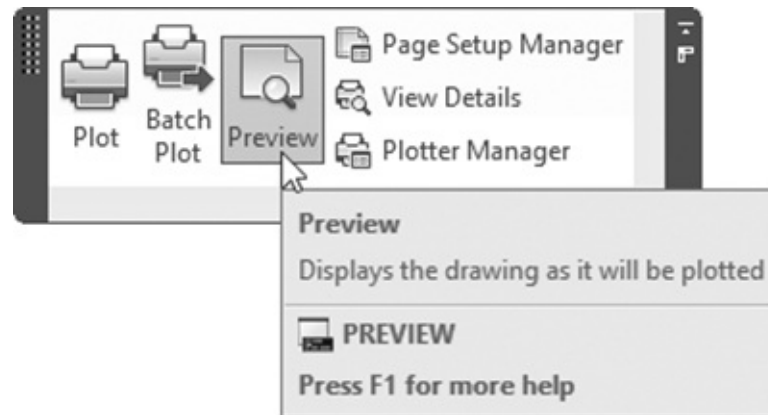 Plot
Batch
Plot
Preview
Page Setup Manager
View Details
Plotter Manager
Preview
Displays the drawing as it will be plotted
PREVIEW
Press F1 for more help